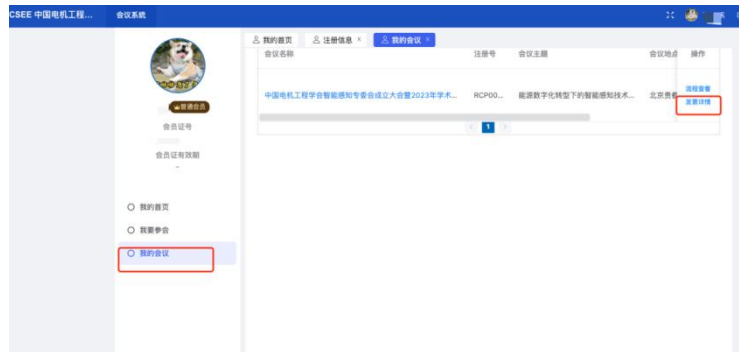 CSEE 中国电机工程... 会议系统
我的首页 注册信息 × 我的会议 ×
会议名称 注册号 会议主题 会议地点 操作
中国电机工程学会智能感知专委会成立大会暨2023年学术... RCP00... 能源数字化转型下的智能感知技术... 北京贵都 流程查看
发票详情
1
普通会员
会员证号
会员证有效期
-
我的首页
我要参会
我的会议